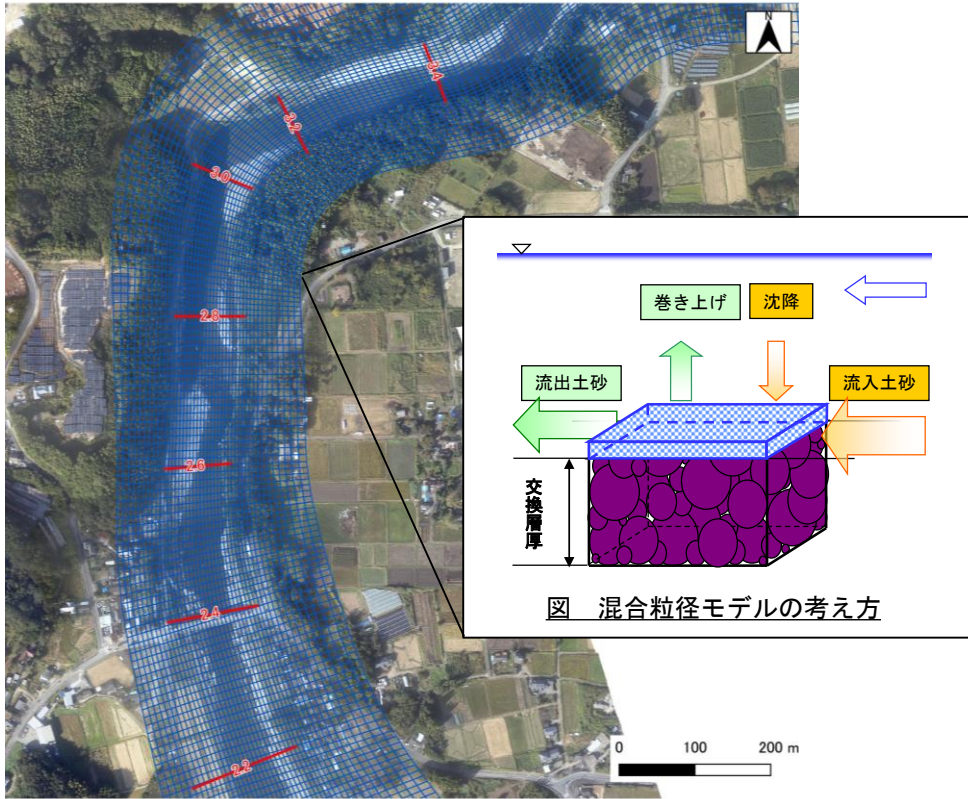 N
3.4
3.2
3.0
2.8
2.6
2.4
2.2
巻き上げ
沈降
流出土砂
流入土砂
交換層厚
図　混合粒径モデルの考え方
0 100 200 m